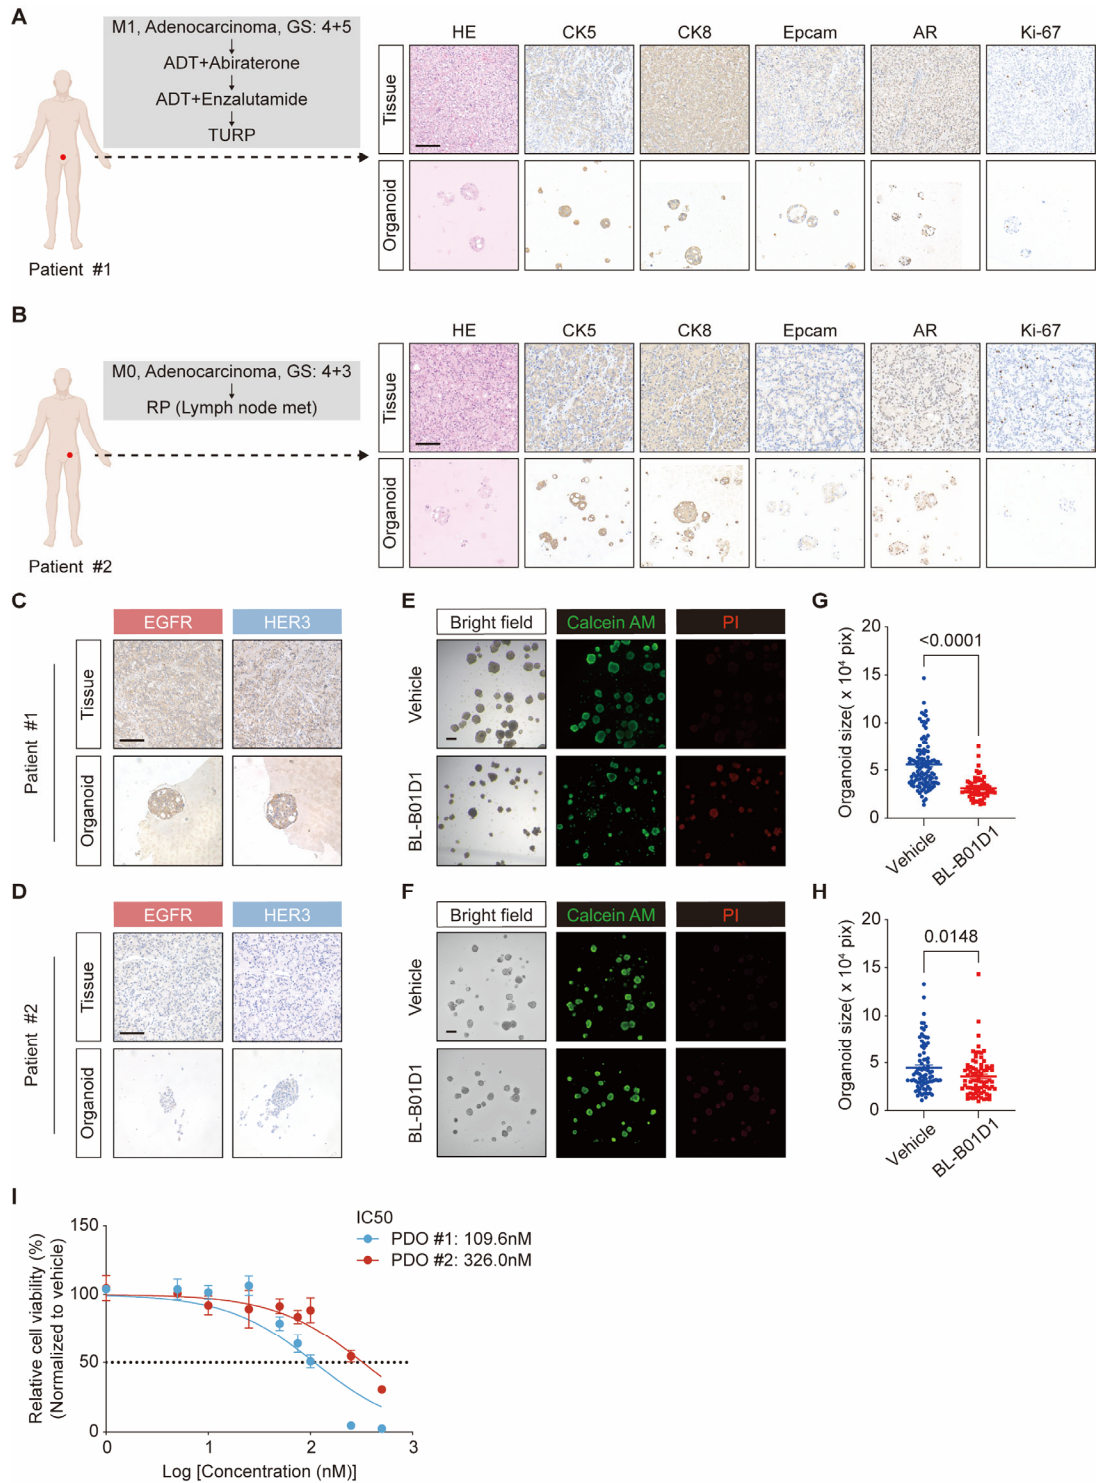 A
M1, Adenocarcinoma, GS: 4+5
ADT+Abiraterone
ADT+Enzalutamide
TURP
Patient #1
HE CK5 CK8 Epcam AR Ki-67
Tissue
Organoid
B
M0, Adenocarcinoma, GS: 4+3
RP (Lymph node met)
Patient #2
HE CK5 CK8 Epcam AR Ki-67
Tissue
Organoid
C
EGFR HER3
Patient #1
Tissue
Organoid
D
EGFR HER3
Patient #2
Tissue
Organoid
E
Bright field Calcein AM PI
Vehicle
BL-B01D1
F
Bright field Calcein AM PI
Vehicle
BL-B01D1
G
Organoid size( x 10⁴ pix)
20
15
10
5
0
<0.0001
Vehicle
BL-B01D1
H
Organoid size( x 10⁴ pix)
20
15
10
5
0
0.0148
Vehicle
BL-B01D1
I
Relative cell viability (%)
(Normalized to vehicle)
150
100
50
0
0 1 2 3
Log [Concentration (nM)]
IC50
PDO #1: 109.6nM
PDO #2: 326.0nM